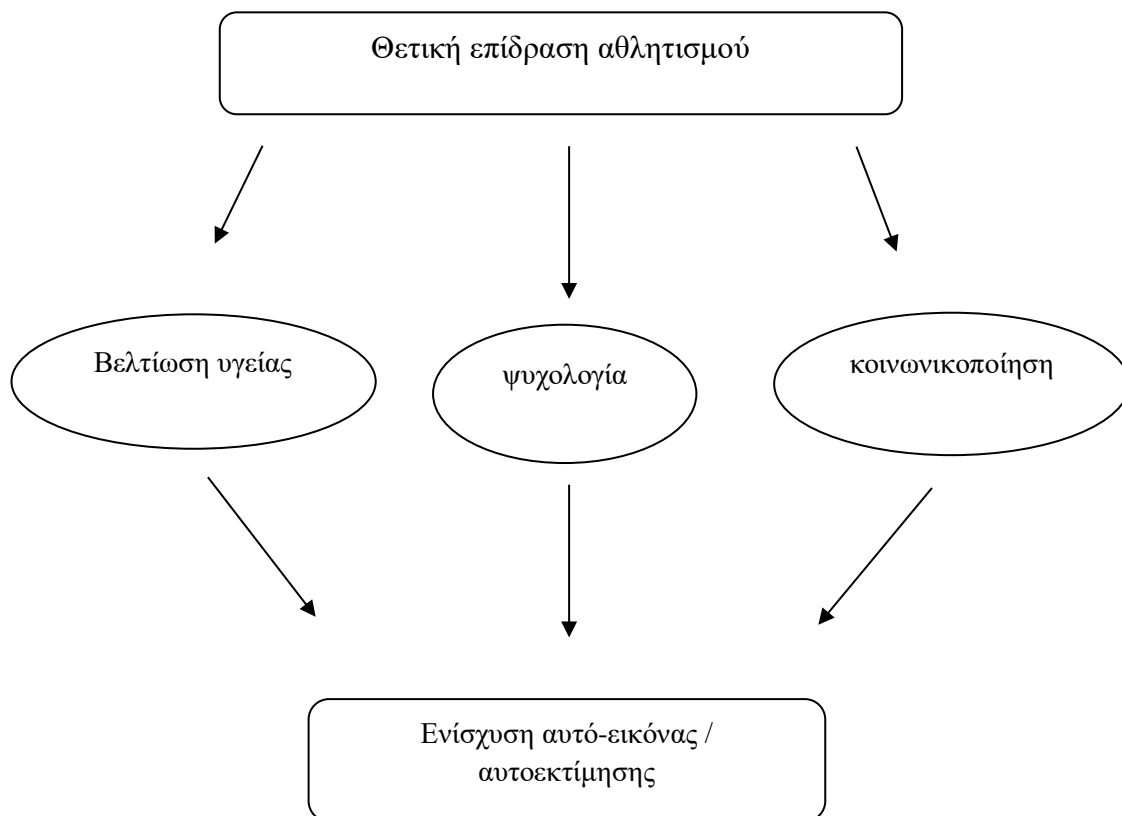 Θετική επίδραση αθλητισμού
Βελτίωση υγείας
ψυχολογία
κοινωνικοποίηση
Ενίσχυση αυτό-εικόνας /
αυτοεκτίμησης